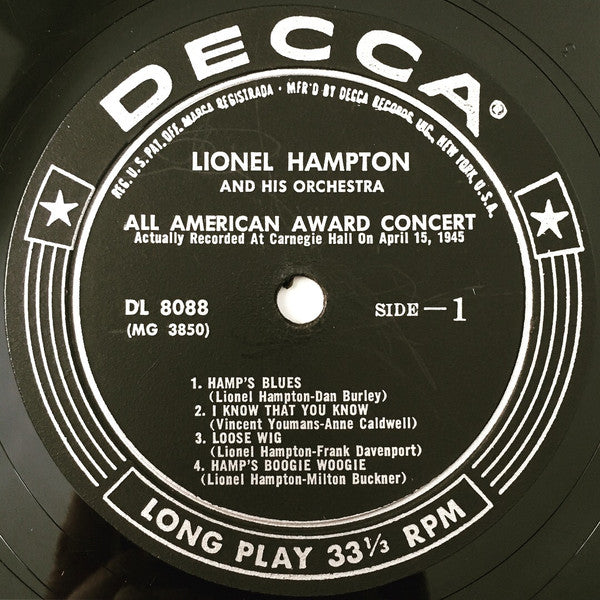 DECCA®
REG. U.S. PAT. OFF. MARCA REGISTRADA • MFR'D BY DECCA RECORDS, INC., NEW YORK, U.S.A.
LIONEL HAMPTON
AND HIS ORCHESTRA
ALL AMERICAN AWARD CONCERT
Actually Recorded At Carnegie Hall On April 15, 1945
DL 8088
(MG 3850)
SIDE – 1
1. HAMP'S BLUES
(Lionel Hampton-Dan Burley)
2. I KNOW THAT YOU KNOW
(Vincent Youmans-Anne Caldwell)
3. LOOSE WIG
(Lionel Hampton-Frank Davenport)
4. HAMP'S BOOGIE WOOGIE
(Lionel Hampton-Milton Buckner)
LONG PLAY 33⅓ RPM